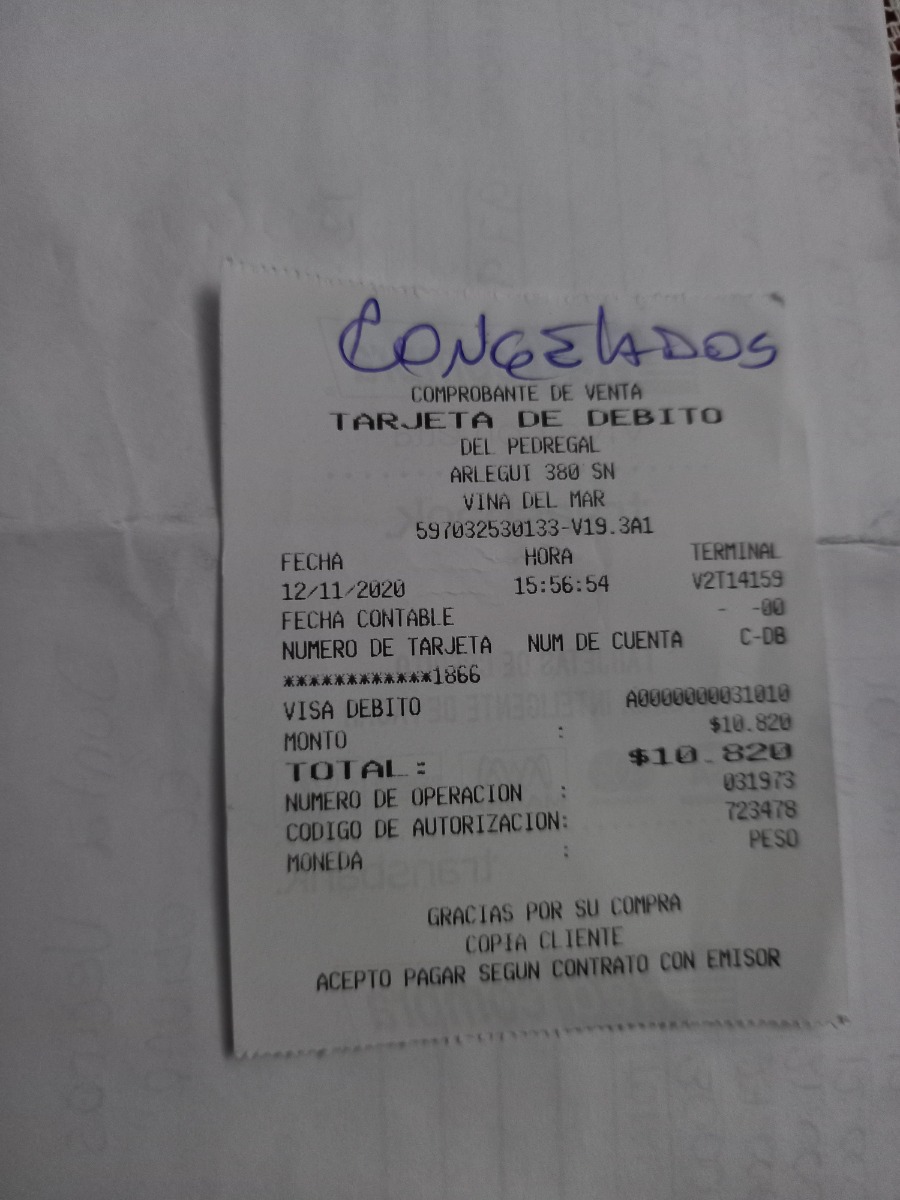 CONGELADOS
COMPROBANTE DE VENTA
TARJETA DE DEBITO
DEL PEDREGAL
ARLEGUI 380 SN
VINA DEL MAR
597032530133-V19.3A1
FECHA HORA TERMINAL
12/11/2020 15:56:54 V2T14159
FECHA CONTABLE - -00
NUMERO DE TARJETA NUM DE CUENTA C-DB
************1866
VISA DEBITO A0000000031010
MONTO : $10.820
TOTAL: $10.820
NUMERO DE OPERACION : 031973
CODIGO DE AUTORIZACION: 723478
MONEDA : PESO
GRACIAS POR SU COMPRA
COPIA CLIENTE
ACEPTO PAGAR SEGUN CONTRATO CON EMISOR